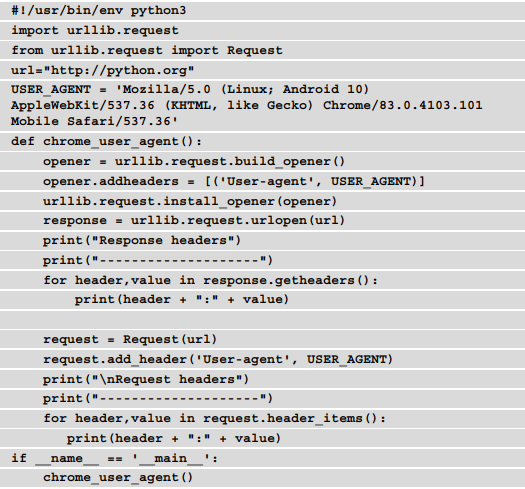 #!/usr/bin/env python3
import urllib.request
from urllib.request import Request
url="http://python.org"
USER_AGENT = 'Mozilla/5.0 (Linux; Android 10)
AppleWebKit/537.36 (KHTML, like Gecko) Chrome/83.0.4103.101
Mobile Safari/537.36'
def chrome_user_agent():
    opener = urllib.request.build_opener()
    opener.addheaders = [('User-agent', USER_AGENT)]
    urllib.request.install_opener(opener)
    response = urllib.request.urlopen(url)
    print("Response headers")
    print("--------------------")
    for header,value in response.getheaders():
        print(header + ":" + value)
    request = Request(url)
    request.add_header('User-agent', USER_AGENT)
    print("\nRequest headers")
    print("--------------------")
    for header,value in request.header_items():
       print(header + ":" + value)
if __name__ == '__main__':
    chrome_user_agent()